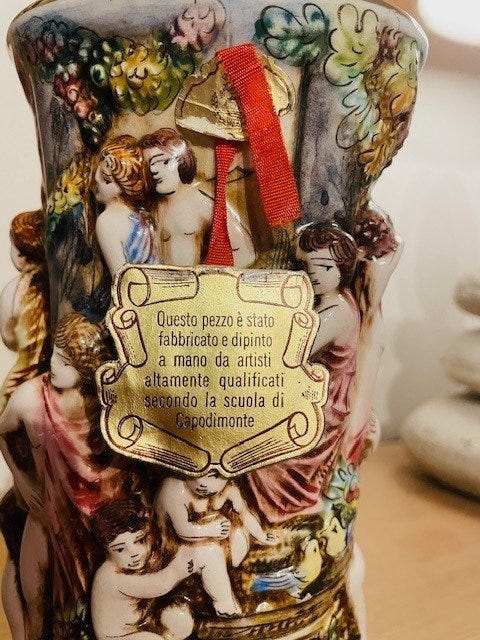 Questo pezzo è stato
fabbricato e dipinto
a mano da artisti
altamente qualificati
secondo la scuola di
Capodimonte